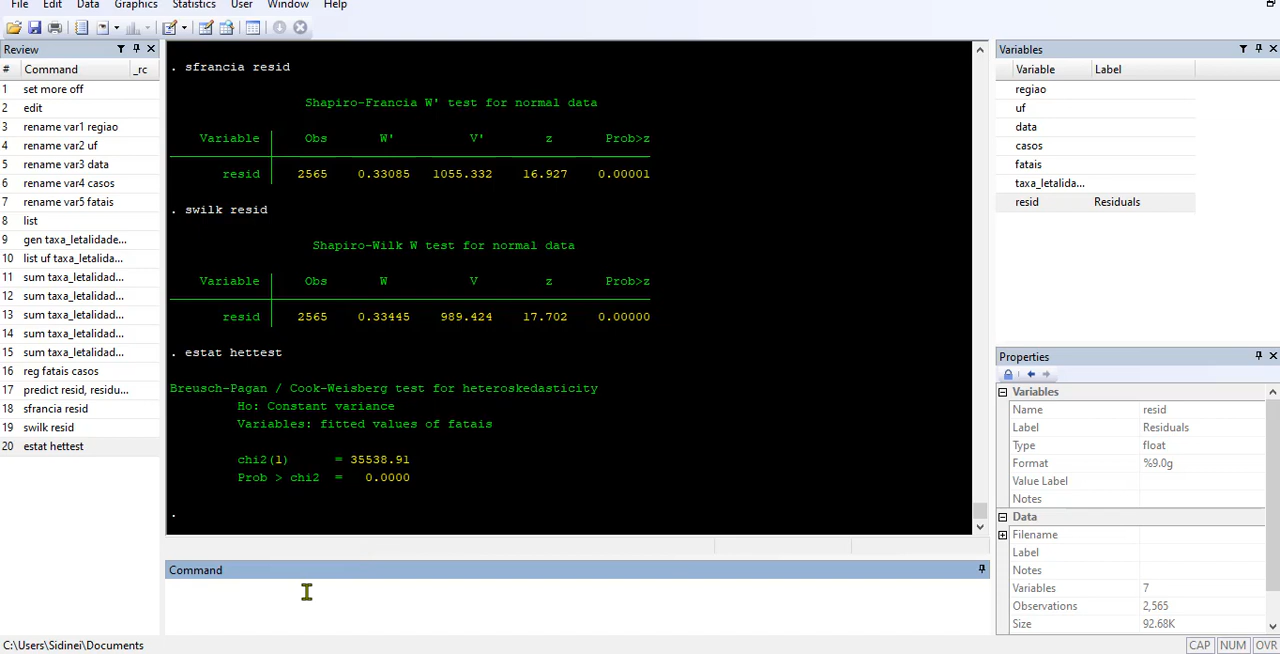 File Edit Data Graphics Statistics User Window Help
Review
# Command _rc
1 set more off
2 edit
3 rename var1 regiao
4 rename var2 uf
5 rename var3 data
6 rename var4 casos
7 rename var5 fatais
8 list
9 gen taxa_letalidade...
10 list uf taxa_letalida...
11 sum taxa_letalidad...
12 sum taxa_letalidad...
13 sum taxa_letalidad...
14 sum taxa_letalidad...
15 sum taxa_letalidad...
16 reg fatais casos
17 predict resid, residu...
18 sfrancia resid
19 swilk resid
20 estat hettest
. sfrancia resid
Shapiro-Francia W' test for normal data
Variable Obs W' V' z Prob>z
resid 2565 0.33085 1055.332 16.927 0.00001
. swilk resid
Shapiro-Wilk W test for normal data
Variable Obs W V z Prob>z
resid 2565 0.33445 989.424 17.702 0.00000
. estat hettest
Breusch-Pagan / Cook-Weisberg test for heteroskedasticity
Ho: Constant variance
Variables: fitted values of fatais
chi2(1) = 35538.91
Prob > chi2 = 0.0000
.
Command
Variables
Variable Label
regiao
uf
data
casos
fatais
taxa_letalida...
resid Residuals
Properties
Variables
Name resid
Label Residuals
Type float
Format %9.0g
Value Label
Notes
Data
Filename
Label
Notes
Variables 7
Observations 2,565
Size 92.68K
C:\Users\Sidinei\Documents
CAP NUM OVR